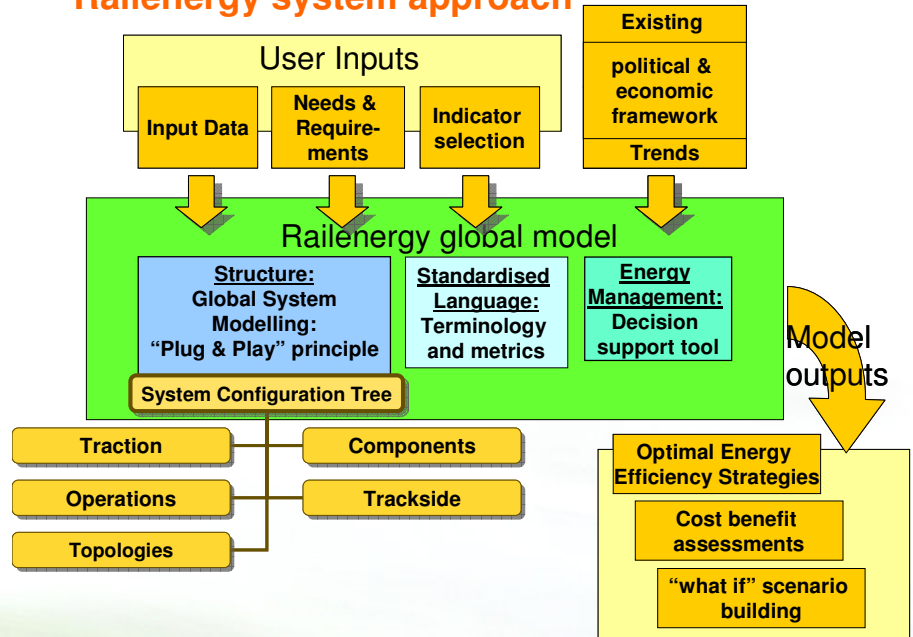 Railenergy system approach
User Inputs
Input Data
Needs &
Require-
ments
Indicator
selection
Existing
political &
economic
framework
Trends
Railenergy global model
Structure:
Global System
Modelling:
“Plug & Play” principle
Standardised
Language:
Terminology
and metrics
Energy
Management:
Decision
support tool
Model
outputs
System Configuration Tree
Traction
Components
Operations
Trackside
Topologies
Optimal Energy
Efficiency Strategies
Cost benefit
assessments
“what if” scenario
building